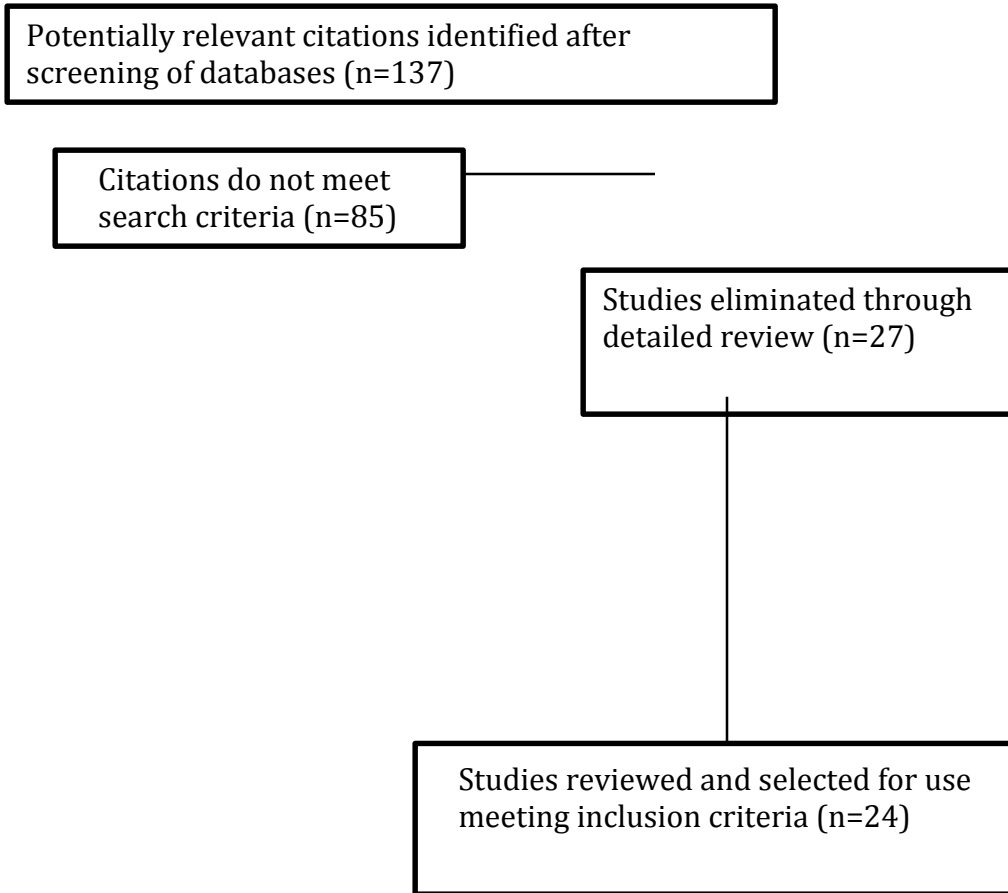 Potentially relevant citations identified after
screening of databases (n=137)
Citations do not meet
search criteria (n=85)
Studies eliminated through
detailed review (n=27)
Studies reviewed and selected for use
meeting inclusion criteria (n=24)